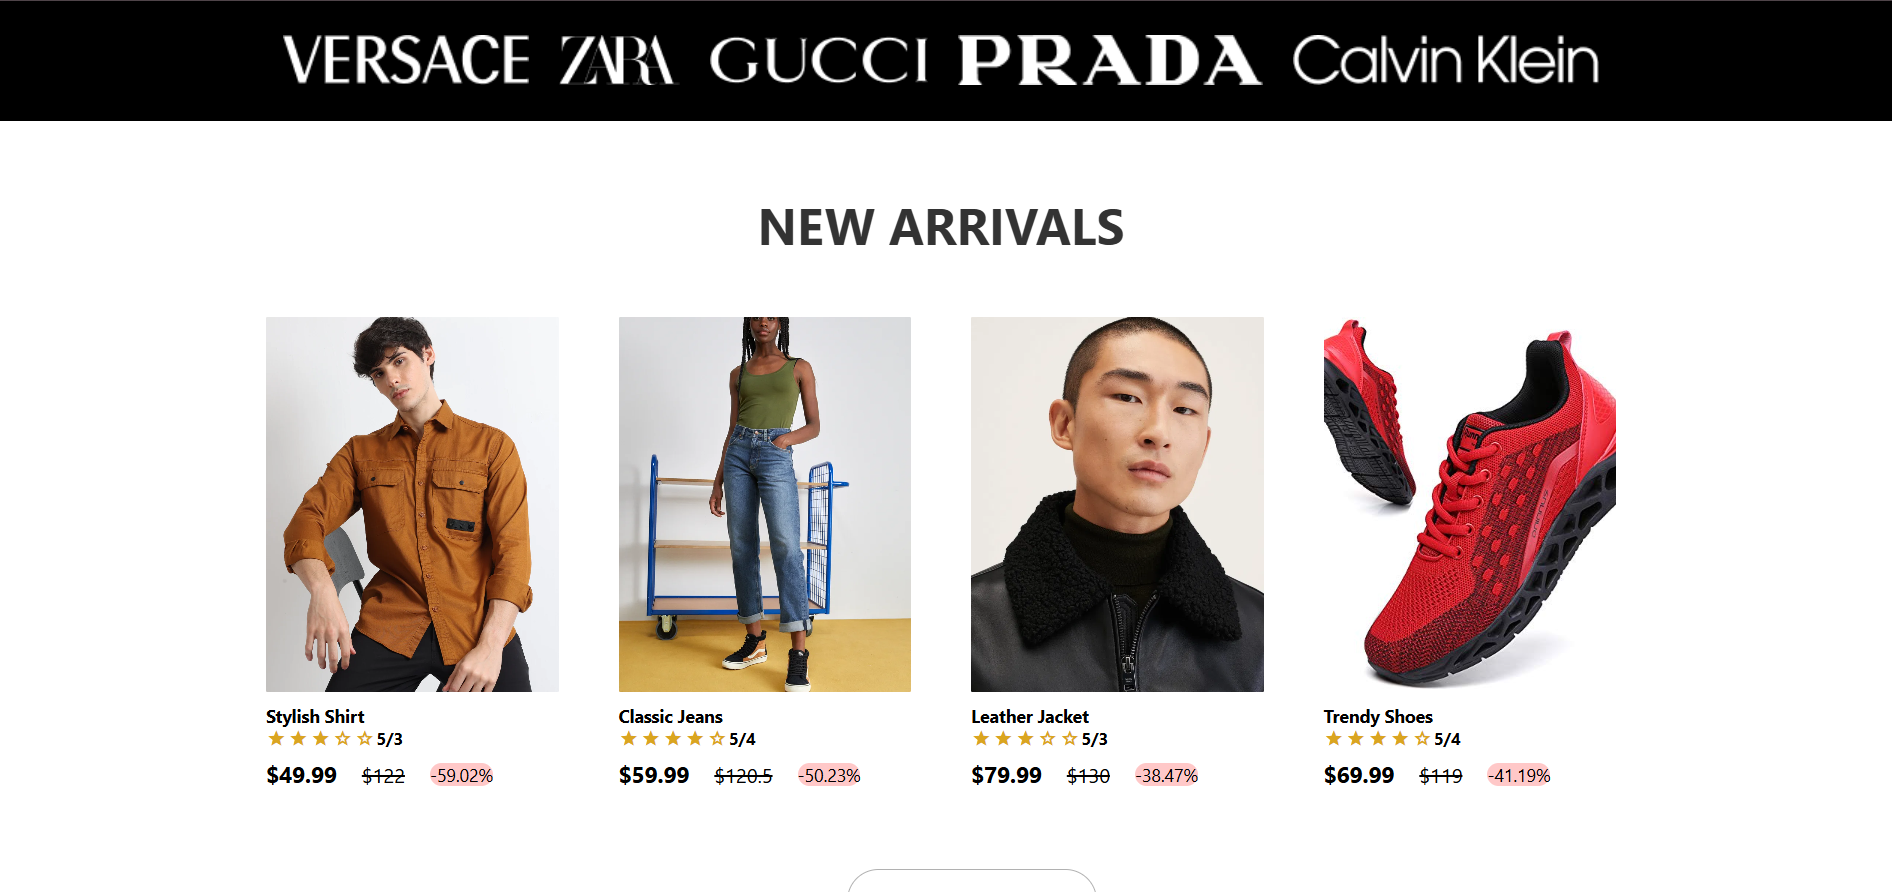 VERSACE ZARA GUCCI PRADA Calvin Klein
NEW ARRIVALS
Stylish Shirt
5/3
$49.99 $122 -59.02%
Classic Jeans
5/4
$59.99 $120.5 -50.23%
Leather Jacket
5/3
$79.99 $130 -38.47%
Trendy Shoes
5/4
$69.99 $119 -41.19%